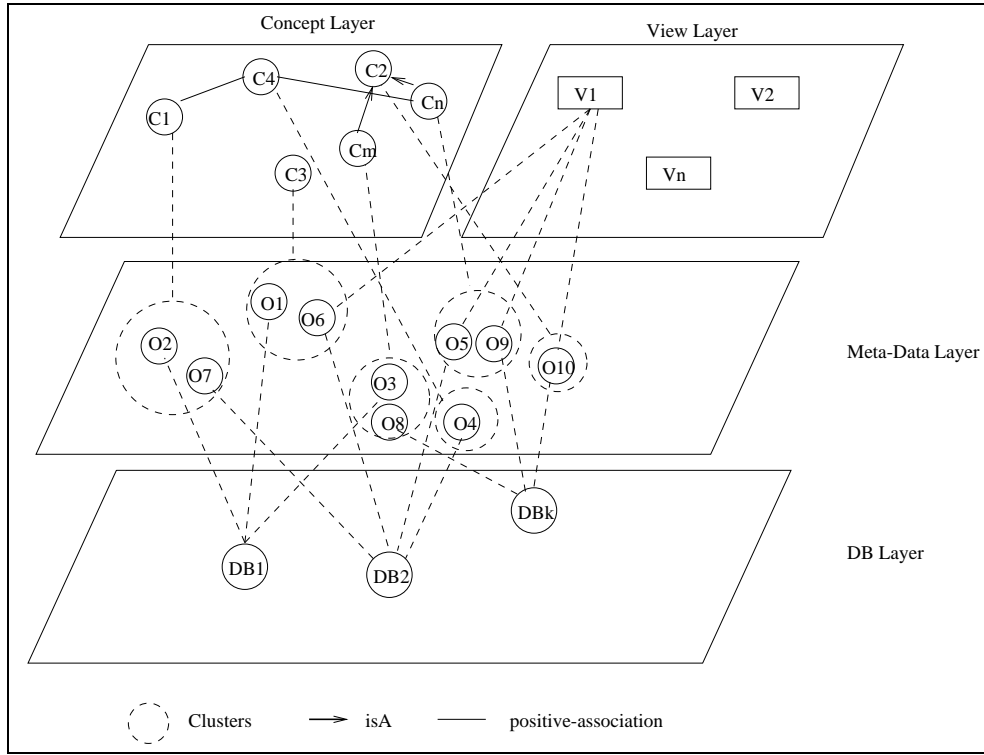 Concept Layer
View Layer
C2
C4
Cn
C1
Cm
C3
V1
V2
Vn
O1
O6
O2
O7
O5
O9
O10
O3
O8
O4
Meta-Data Layer
DBk
DB1
DB2
DB Layer
Clusters
isA
positive-association